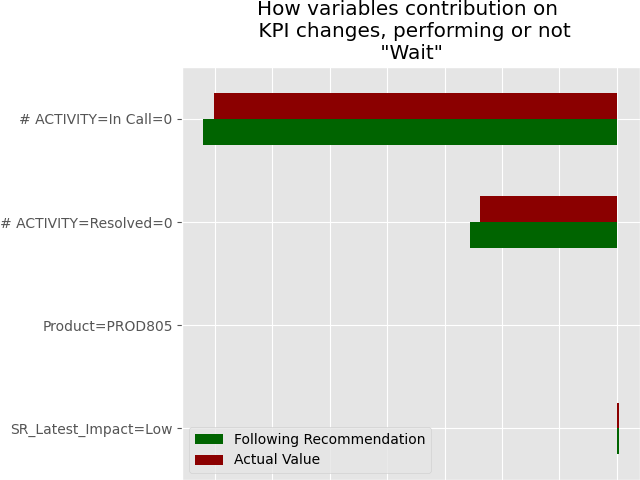 How variables contribution on
KPI changes, performing or not
"Wait"
# ACTIVITY=In Call=0
# ACTIVITY=Resolved=0
Product=PROD805
SR_Latest_Impact=Low
Following Recommendation
Actual Value